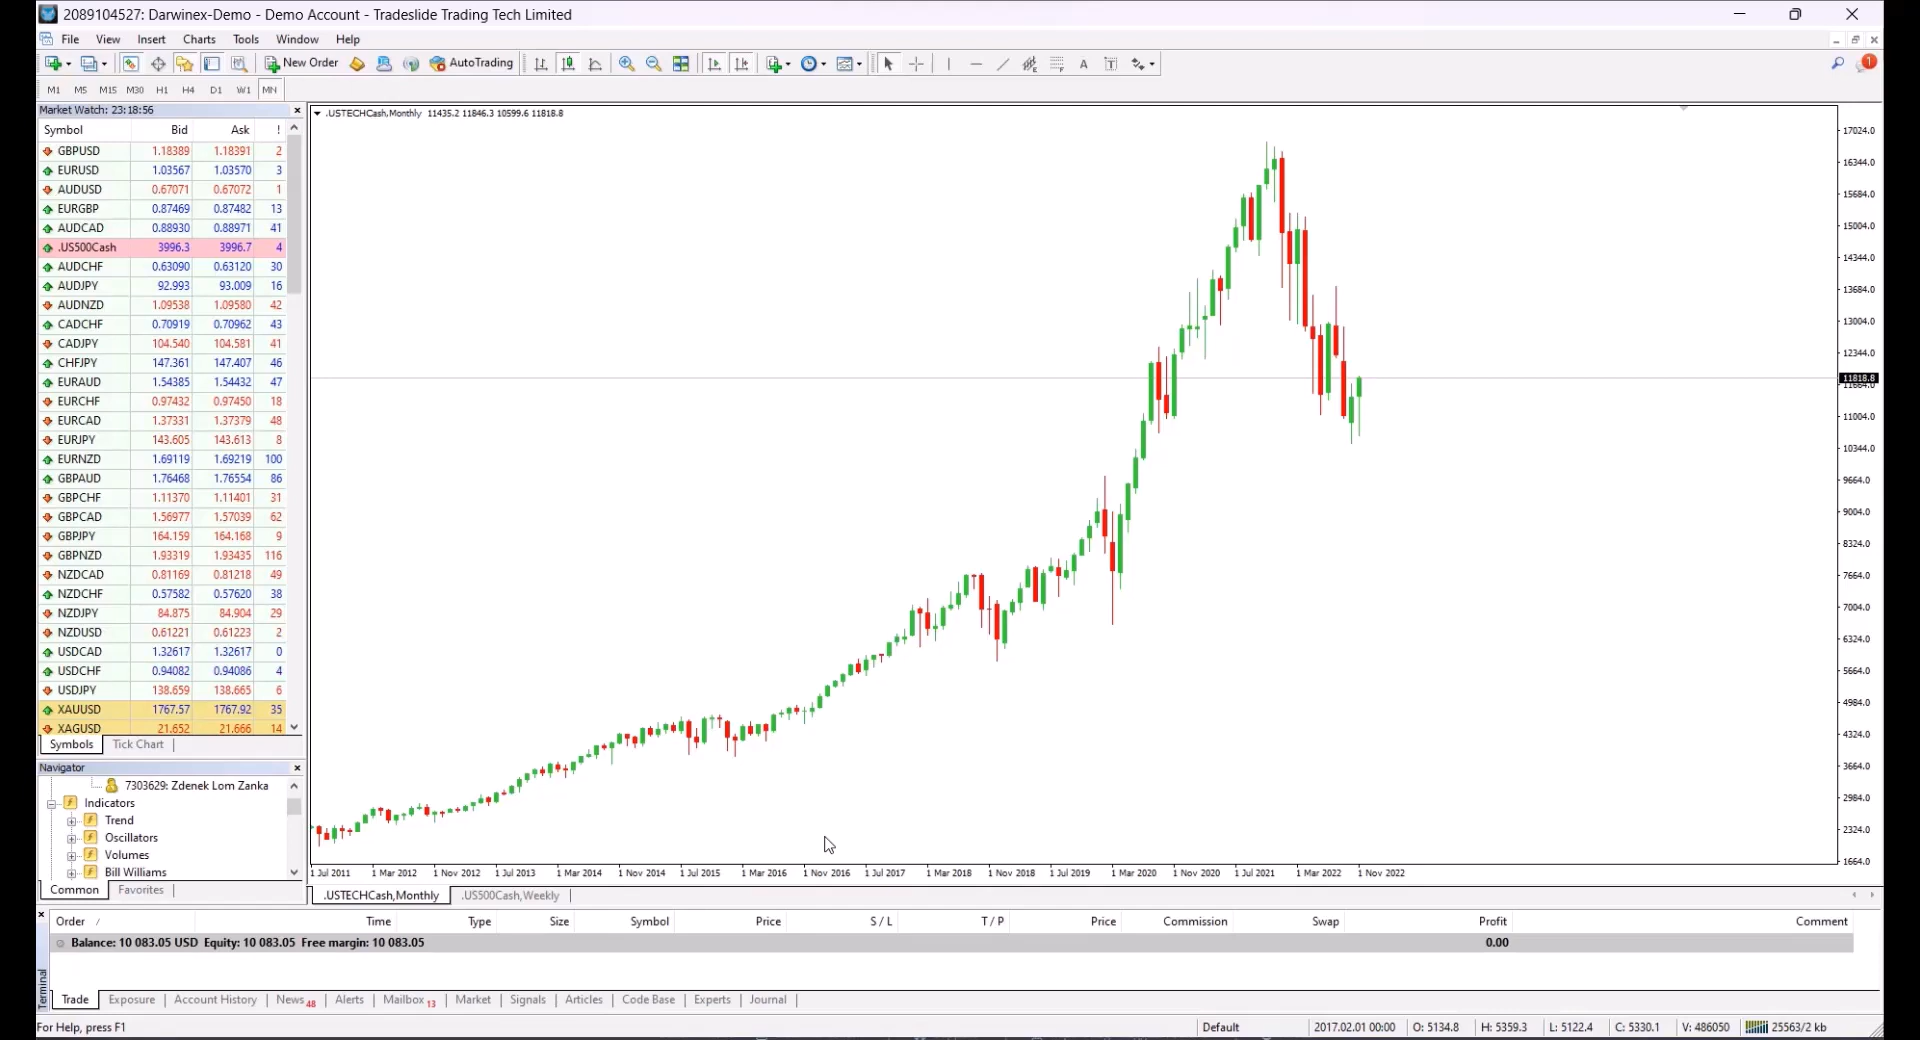 2089104527: Darwinex-Demo - Demo Account - Tradeslide Trading Tech Limited
File View Insert Charts Tools Window Help
New Order AutoTrading A T 1
M1 M5 M15 M30 H1 H4 D1 W1 MN
Market Watch: 23:18:56
Symbol Bid Ask !
GBPUSD 1.18389 1.18391 2
EURUSD 1.03567 1.03570 3
AUDUSD 0.67071 0.67072 1
EURGBP 0.87469 0.87482 13
AUDCAD 0.88930 0.88971 41
.US500Cash 3996.3 3996.7 4
AUDCHF 0.63090 0.63120 30
AUDJPY 92.993 93.009 16
AUDNZD 1.09538 1.09580 42
CADCHF 0.70919 0.70962 43
CADJPY 104.540 104.581 41
CHFJPY 147.361 147.407 46
EURAUD 1.54385 1.54432 47
EURCHF 0.97432 0.97450 18
EURCAD 1.37331 1.37379 48
EURJPY 143.605 143.613 8
EURNZD 1.69119 1.69219 100
GBPAUD 1.76468 1.76554 86
GBPCHF 1.11370 1.11401 31
GBPCAD 1.56977 1.57039 62
GBPJPY 164.159 164.168 9
GBPNZD 1.93319 1.93435 116
NZDCAD 0.81169 0.81218 49
NZDCHF 0.57582 0.57620 38
NZDJPY 84.875 84.904 29
NZDUSD 0.61221 0.61223 2
USDCAD 1.32617 1.32617 0
USDCHF 0.94082 0.94086 4
USDJPY 138.659 138.665 6
XAUUSD 1767.57 1767.92 35
XAGUSD 21.652 21.666 14
Symbols Tick Chart
Navigator
7303629: Zdenek Lom Zanka
Indicators
Trend
Oscillators
Volumes
Bill Williams
Common Favorites
.USTECHCash,Monthly 11435.2 11846.3 10599.6 11818.8
17024.0
16344.0
15684.0
15004.0
14344.0
13684.0
13004.0
12344.0
11818.8
11664.0
11004.0
10344.0
9664.0
9004.0
8324.0
7664.0
7004.0
6324.0
5664.0
4984.0
4324.0
3664.0
2984.0
2324.0
1664.0
1 Jul 2011 1 Mar 2012 1 Nov 2012 1 Jul 2013 1 Mar 2014 1 Nov 2014 1 Jul 2015 1 Mar 2016 1 Nov 2016 1 Jul 2017 1 Mar 2018 1 Nov 2018 1 Jul 2019 1 Mar 2020 1 Nov 2020 1 Jul 2021 1 Mar 2022 1 Nov 2022
.USTECHCash,Monthly .US500Cash,Weekly
Order / Time Type Size Symbol Price S / L T / P Price Commission Swap Profit Comment
Balance: 10 083.05 USD Equity: 10 083.05 Free margin: 10 083.05 0.00
Terminal
Trade Exposure Account History News 48 Alerts Mailbox 13 Market Signals Articles Code Base Experts Journal
For Help, press F1 Default 2017.02.01 00:00 O: 5134.8 H: 5359.3 L: 5122.4 C: 5330.1 V: 486050 25563/2 kb